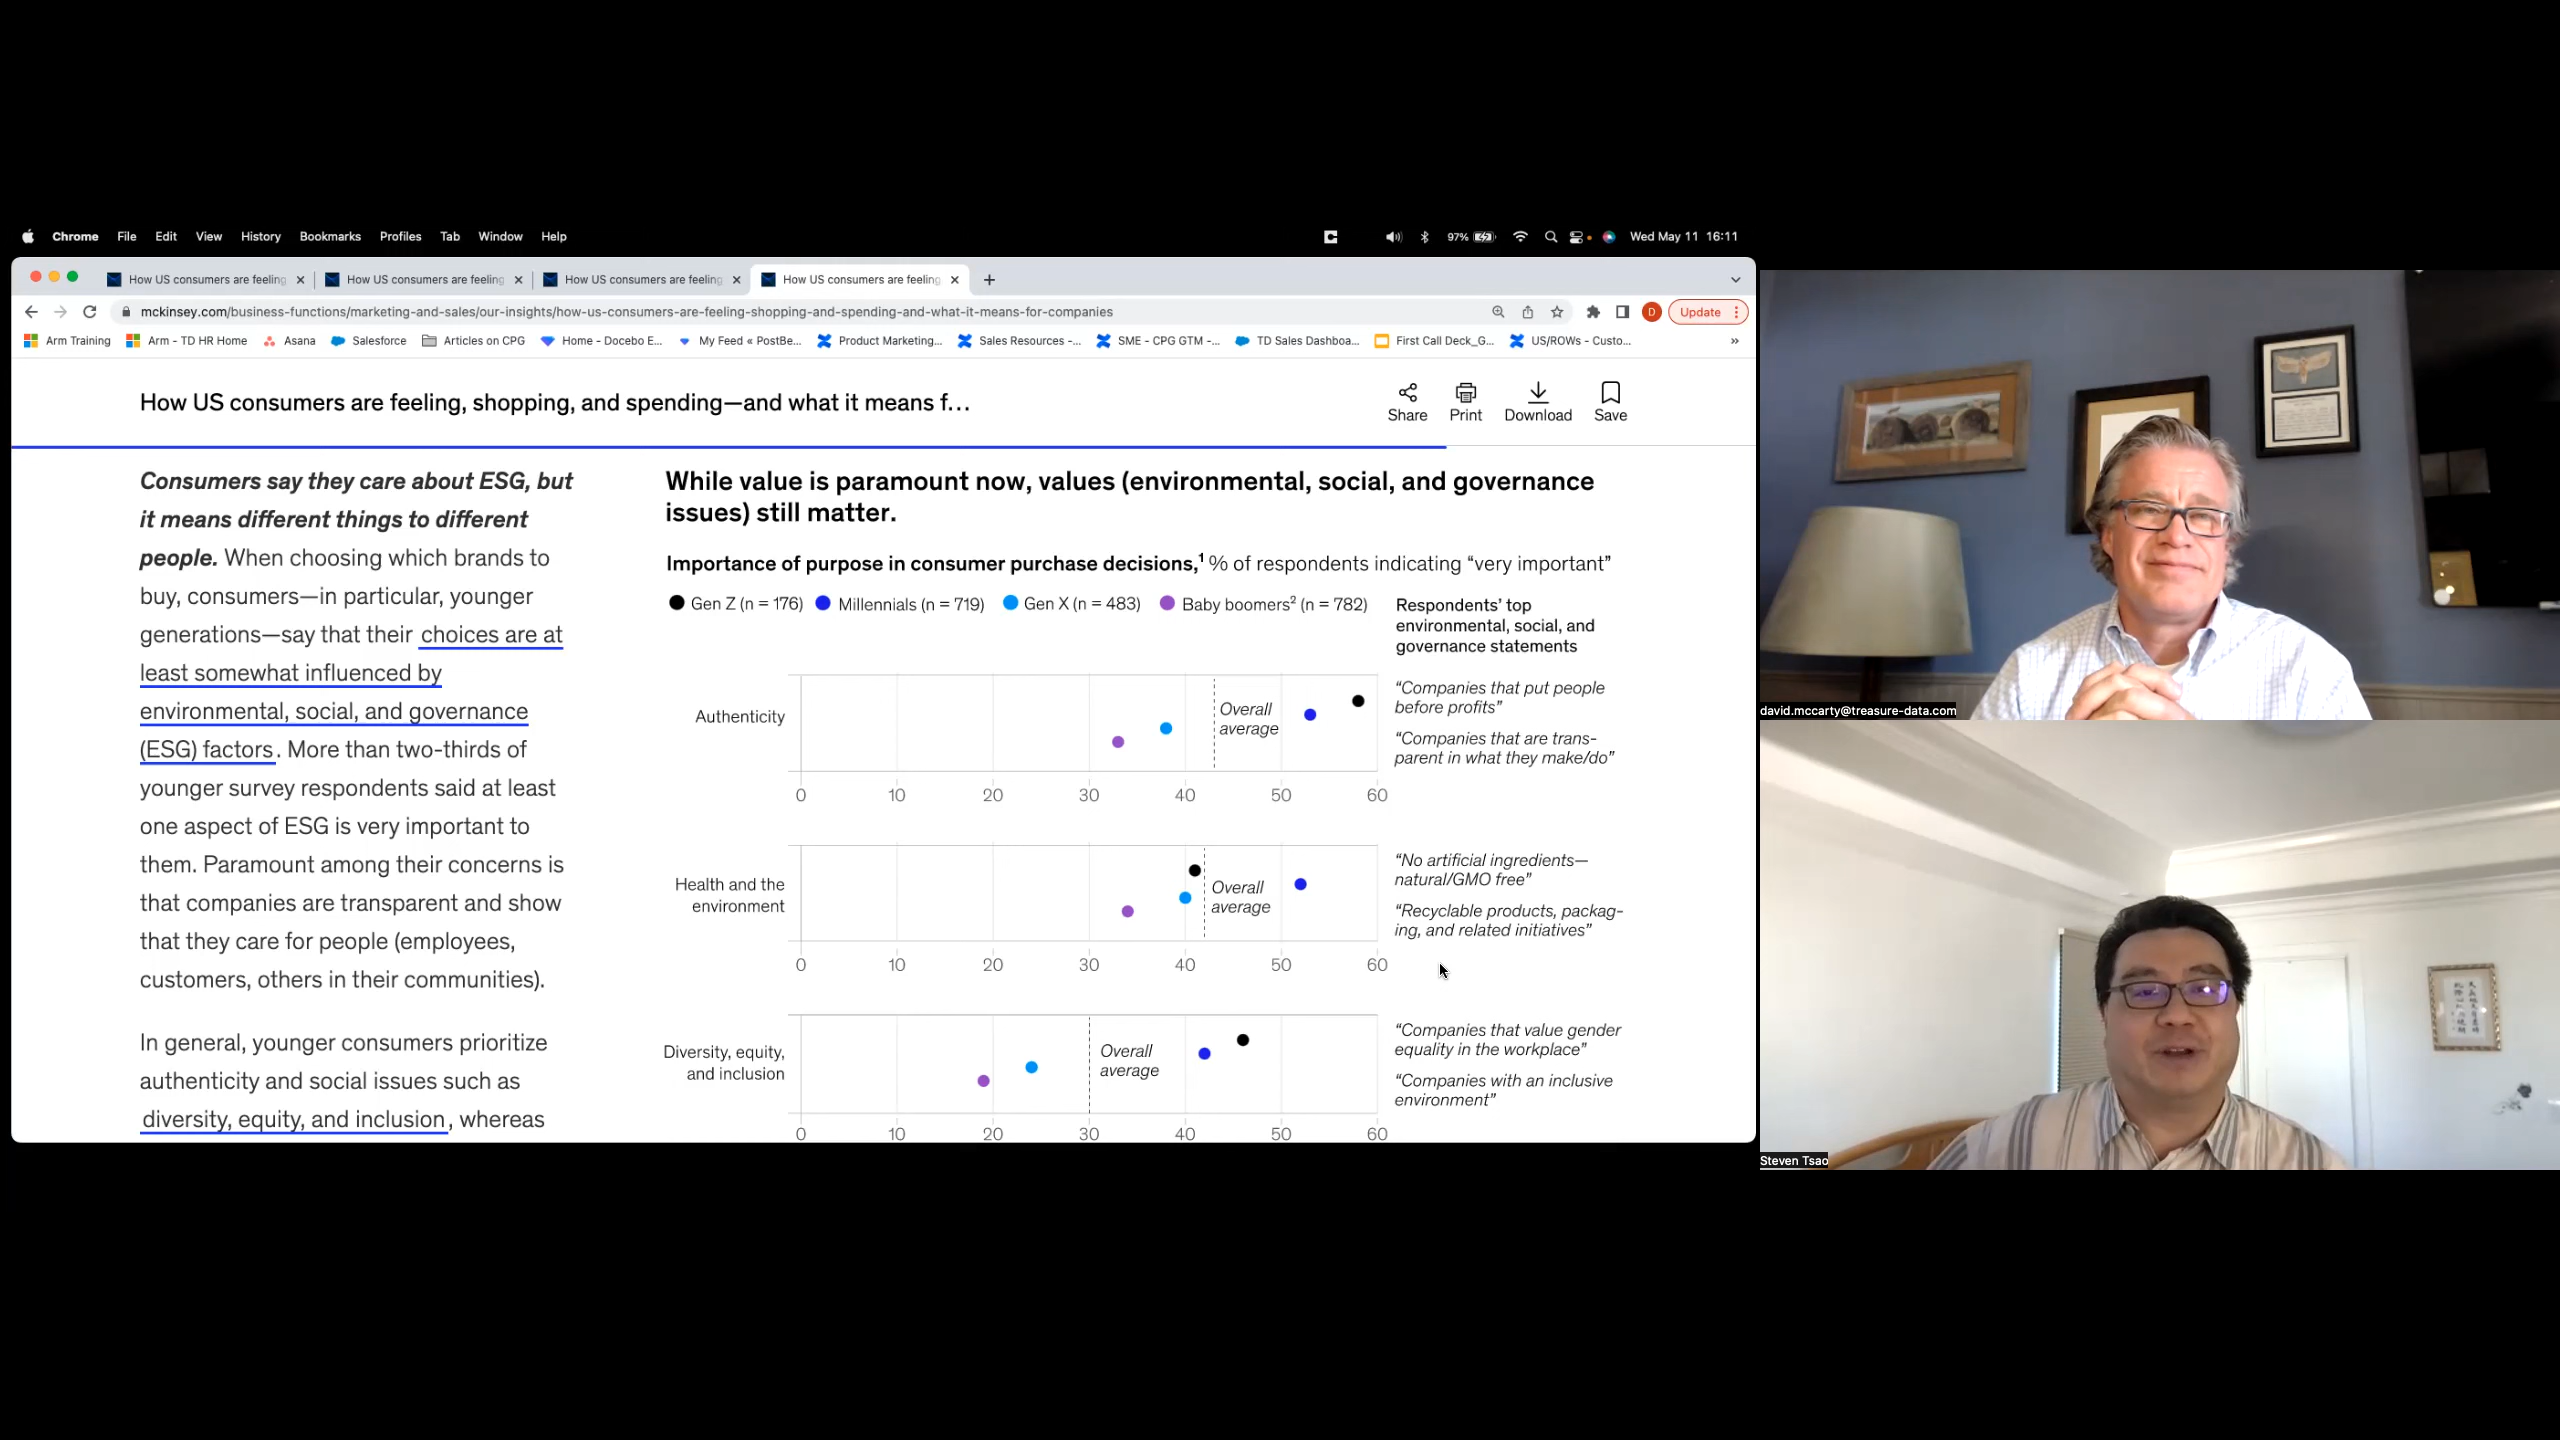 Chrome File Edit View History Bookmarks Profiles Tab Window Help
97%
Wed May 11 16:11
How US consumers are feeling
How US consumers are feeling
How US consumers are feeling
How US consumers are feeling
mckinsey.com/business-functions/marketing-and-sales/our-insights/how-us-consumers-are-feeling-shopping-and-spending-and-what-it-means-for-companies
D
Update
Arm Training Arm - TD HR Home Asana Salesforce Articles on CPG Home - Docebo E... My Feed « PostBe... Product Marketing... Sales Resources -... SME - CPG GTM -... TD Sales Dashboa... First Call Deck_G... US/ROWs - Custo... »
How US consumers are feeling, shopping, and spending—and what it means f...
Share Print Download Save
Consumers say they care about ESG, but
it means different things to different
people. When choosing which brands to
buy, consumers—in particular, younger
generations—say that their choices are at
least somewhat influenced by
environmental, social, and governance
(ESG) factors. More than two-thirds of
younger survey respondents said at least
one aspect of ESG is very important to
them. Paramount among their concerns is
that companies are transparent and show
that they care for people (employees,
customers, others in their communities).
In general, younger consumers prioritize
authenticity and social issues such as
diversity, equity, and inclusion, whereas
While value is paramount now, values (environmental, social, and governance
issues) still matter.
Importance of purpose in consumer purchase decisions,¹ % of respondents indicating “very important”
Gen Z (n = 176) Millennials (n = 719) Gen X (n = 483) Baby boomers² (n = 782)
Respondents’ top
environmental, social, and
governance statements
Authenticity
Overall
average
0 10 20 30 40 50 60
“Companies that put people
before profits”
“Companies that are trans-
parent in what they make/do”
Health and the
environment
Overall
average
0 10 20 30 40 50 60
“No artificial ingredients—
natural/GMO free”
“Recyclable products, packag-
ing, and related initiatives”
Diversity, equity,
and inclusion
Overall
average
0 10 20 30 40 50 60
“Companies that value gender
equality in the workplace”
“Companies with an inclusive
environment”
david.mccarty@treasure-data.com
Steven Tsao